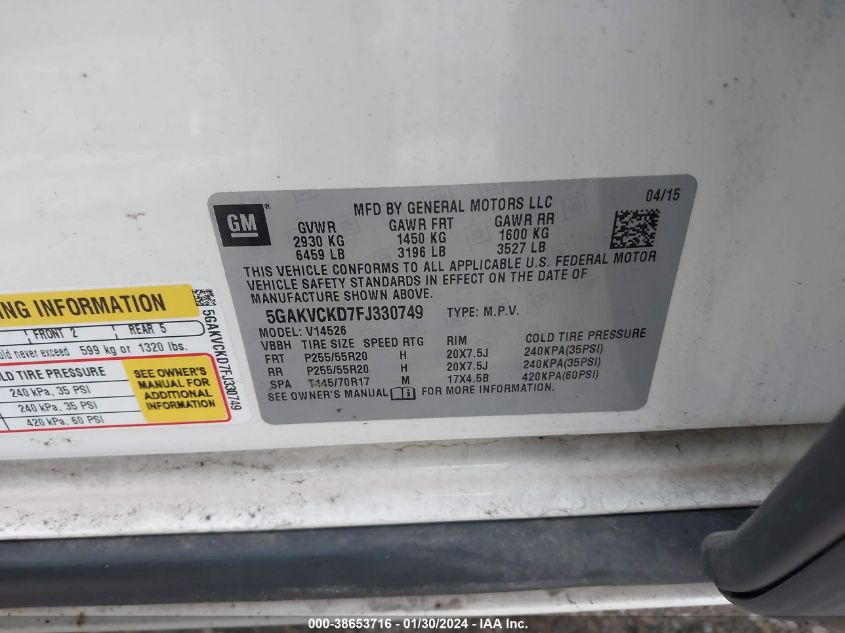 MFD BY GENERAL MOTORS LLC 04/15
GM
GVWR GAWR FRT GAWR RR
2930 KG 1450 KG 1600 KG
6459 LB 3196 LB 3527 LB
THIS VEHICLE CONFORMS TO ALL APPLICABLE U.S. FEDERAL MOTOR
VEHICLE SAFETY STANDARDS IN EFFECT ON THE DATE OF
MANUFACTURE SHOWN ABOVE.
5GAKVCKD7FJ330749 TYPE: M.P.V.
MODEL: V14526
VBBH TIRE SIZE SPEED RTG RIM COLD TIRE PRESSURE
FRT P255/55R20 H 20X7.5J 240KPA(35PSI)
RR P255/55R20 H 20X7.5J 240KPA(35PSI)
SPA T145/70R17 M 17X4.5B 420KPA(60PSI)
SEE OWNER'S MANUAL FOR MORE INFORMATION.
INFORMATION
FRONT 2 REAR 5
never exceed 599 kg or 1320 lbs.
TIRE PRESSURE
240 kPa, 35 PSI
240 kPa, 35 PSI
420 kPa, 60 PSI
SEE OWNER'S
MANUAL FOR
ADDITIONAL
INFORMATION
5GAKVCKD7FJ330749
000-38653716 - 01/30/2024 - IAAI, Inc.